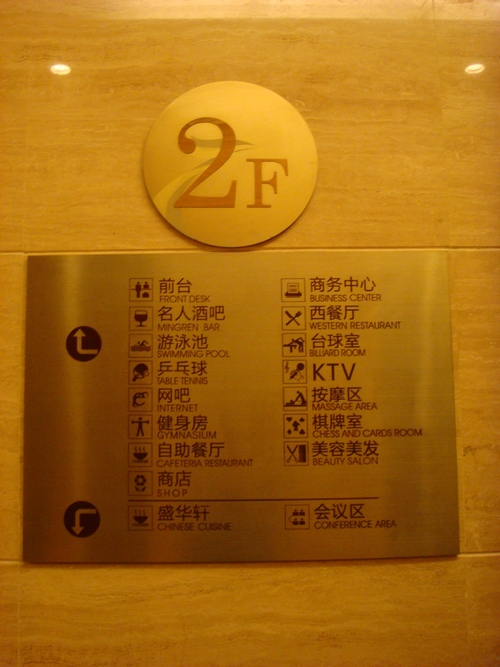 2F
前台
FRONT DESK
名人酒吧
MINGREN BAR
游泳池
SWIMMING POOL
乒乓球
TABLE TENNIS
网吧
INTERNET
健身房
GYMNASIUM
自助餐厅
CAFETERIA RESTAURANT
商店
SHOP
商务中心
BUSINESS CENTER
西餐厅
WESTERN RESTAURANT
台球室
BILLIARD ROOM
KTV
按摩区
MASSAGE AREA
棋牌室
CHESS AND CARDS ROOM
美容美发
BEAUTY SALON
盛华轩
CHINESE CUISINE
会议区
CONFERENCE AREA